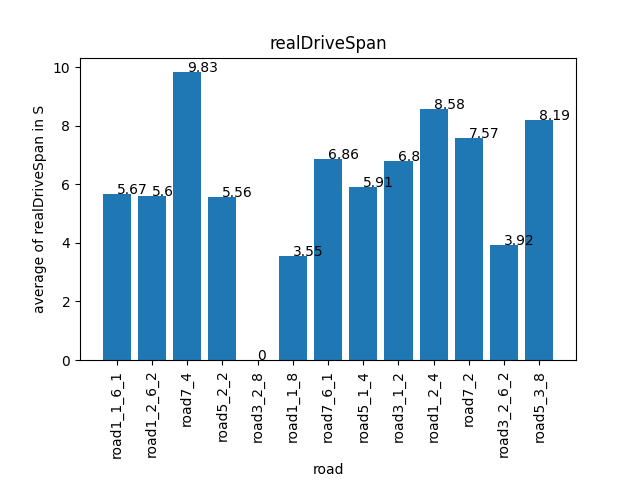 realDriveSpan
average of realDriveSpan in S
10
8
6
4
2
0
5.67
5.6
9.83
5.56
0
3.55
6.86
5.91
6.8
8.58
7.57
3.92
8.19
road1_1_6_1
road1_2_6_2
road7_4
road5_2_2
road3_2_8
road1_1_8
road7_6_1
road5_1_4
road3_1_2
road1_2_4
road7_2
road3_2_6_2
road5_3_8
road